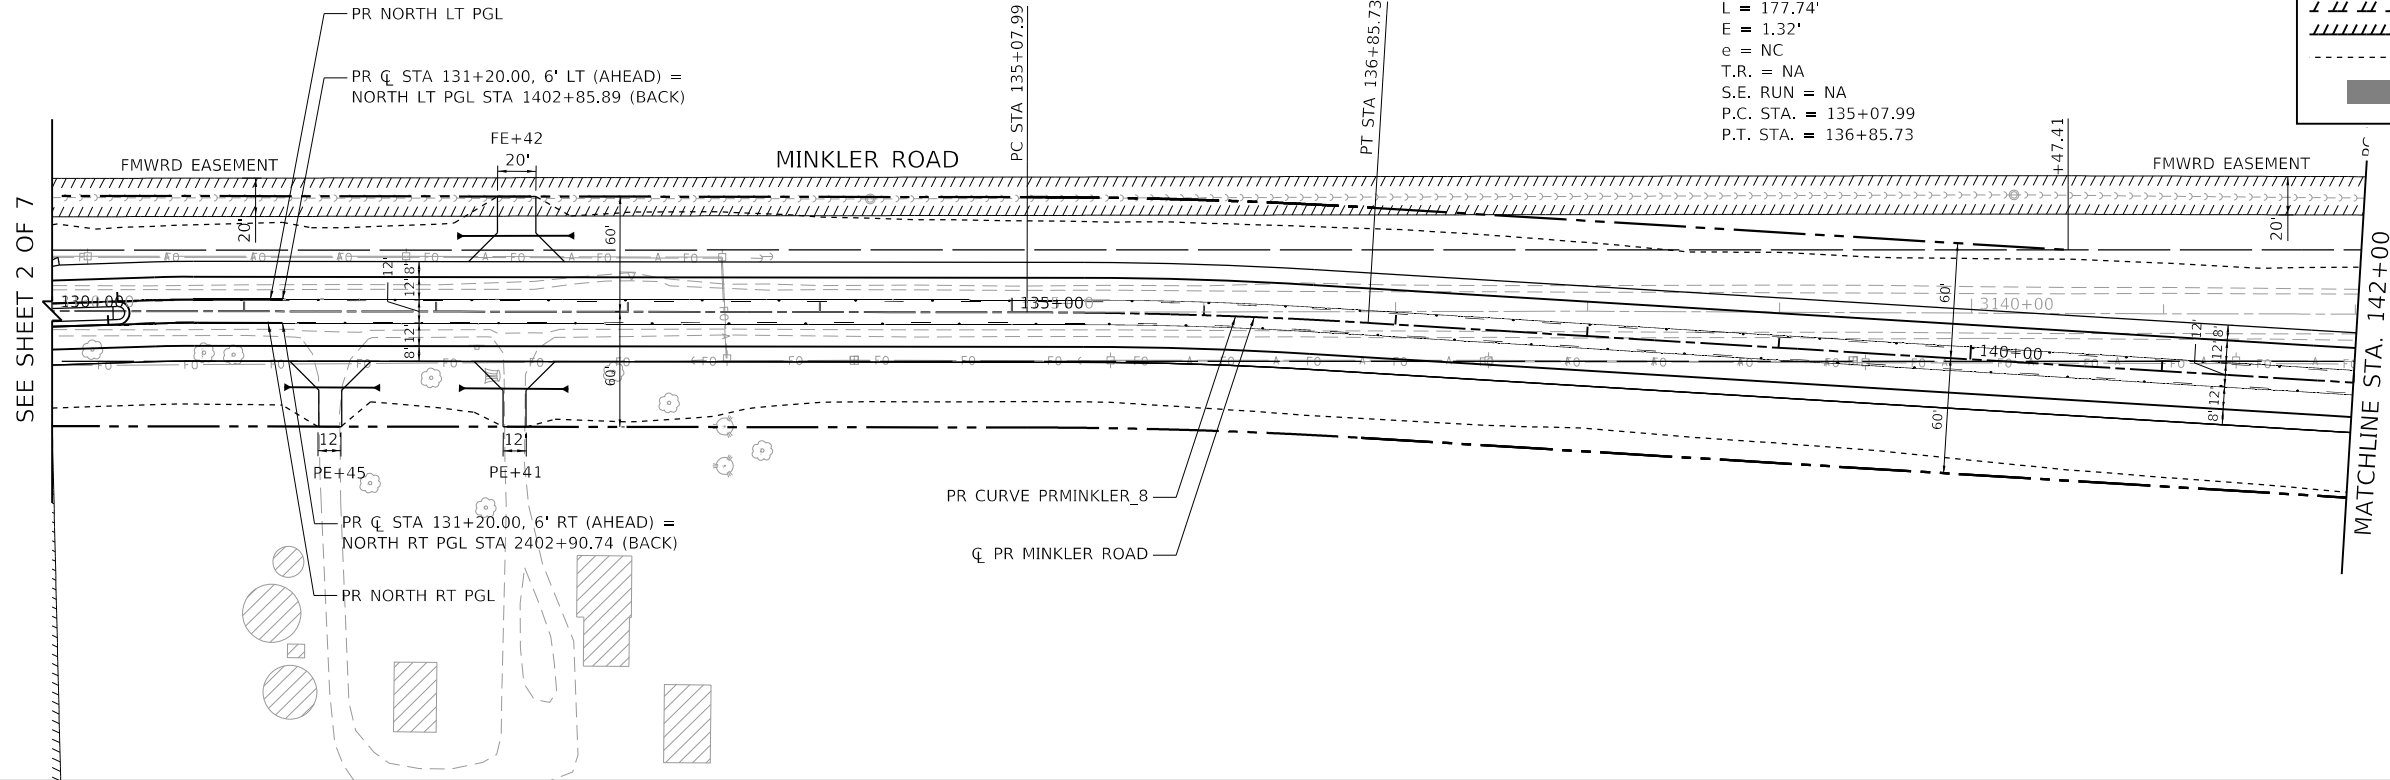 PR NORTH LT PGL
PR ℄ STA 131+20.00, 6' LT (AHEAD) =
NORTH LT PGL STA 1402+85.89 (BACK)
PC STA 135+07.99
PT STA 136+85.73
L = 177.74'
E = 1.32'
e = NC
T.R. = NA
S.E. RUN = NA
P.C. STA. = 135+07.99
P.T. STA. = 136+85.73
FE+42
20'
FMWRD EASEMENT
MINKLER ROAD
+47.41
FMWRD EASEMENT
SEE SHEET 2 OF 7
20'
60'
20'
12'
12'
8'
130+00
135+00
60'
3140+00
12'
8'
12'
140+00
8'
12'
60'
60'
8'
12'
MATCHLINE STA. 142+00
12'
12'
PE+45
PE+41
PR CURVE PRMINKLER_8
PR ℄ STA 131+20.00, 6' RT (AHEAD) =
NORTH RT PGL STA 2402+90.74 (BACK)
℄ PR MINKLER ROAD
PR NORTH RT PGL